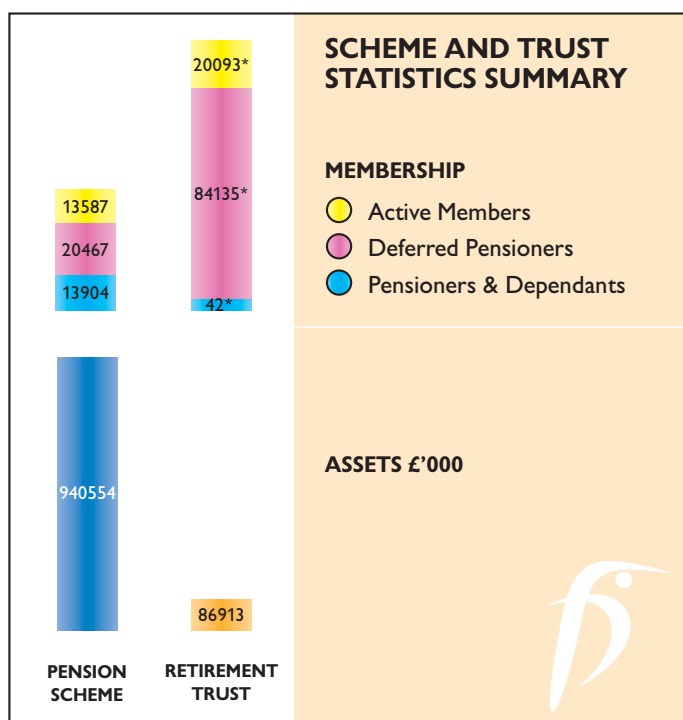 SCHEME AND TRUST
STATISTICS SUMMARY
MEMBERSHIP
Active Members
Deferred Pensioners
Pensioners & Dependants
20093*
84135*
42*
13587
20467
13904
ASSETS £'000
940554
86913
PENSION
SCHEME
RETIREMENT
TRUST